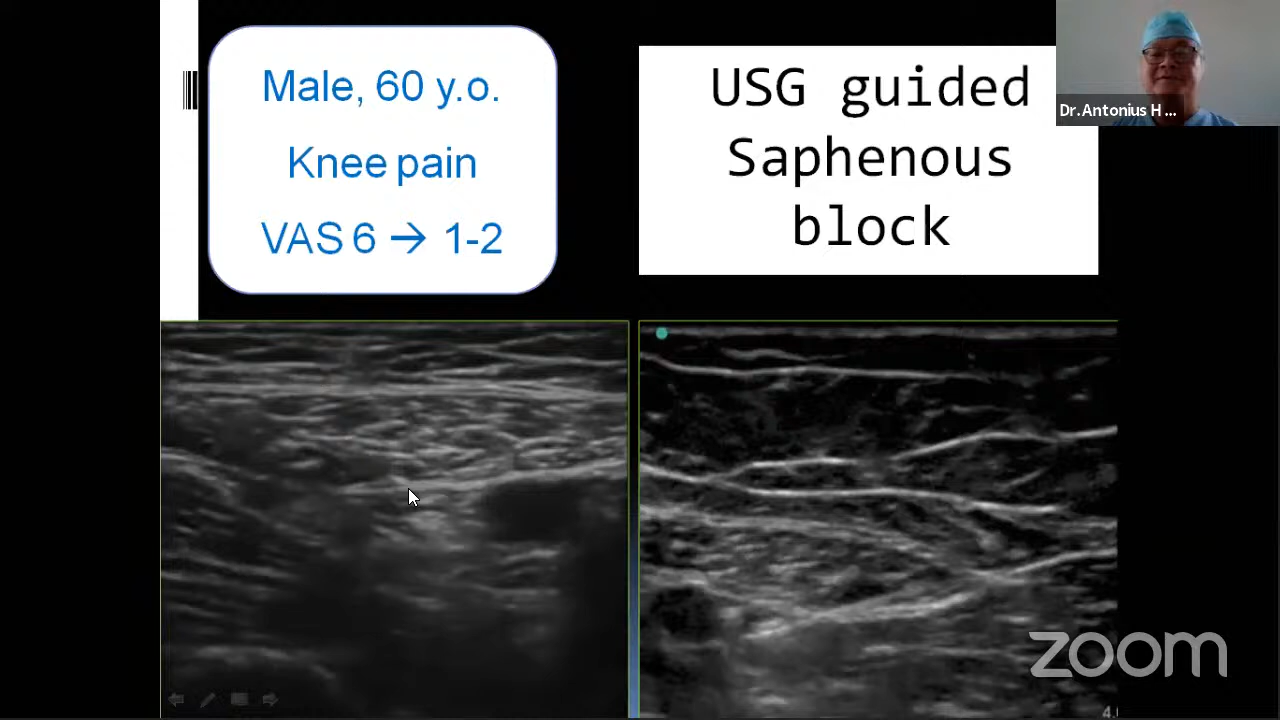 Male, 60 y.o.
Knee pain
VAS 6 → 1-2
USG guided
Saphenous
block
Dr.Antonius H ...
zoom